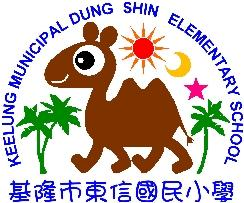 KEELUNG MUNICIPAL DUNG SHIN ELEMENTARY SCHOOL
基隆市東信國民小學